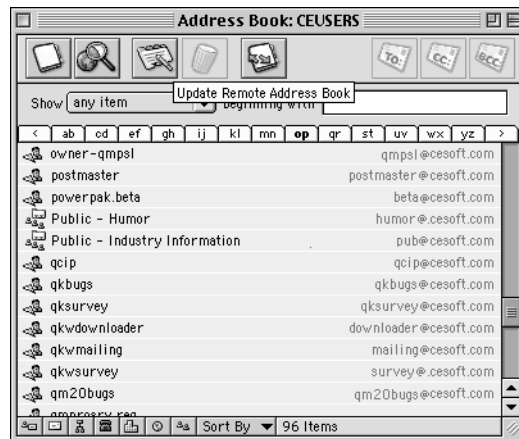 Address Book: CEUSERS
TO: CC: BCC:
Update Remote Address Book
Show any item beginning with
< ab cd ef gh ij kl mn op qr st uv wx yz >
owner-qmpsl qmpsl@cesoft.com
postmaster postmaster@cesoft.com
powerpak.beta beta@cesoft.com
Public - Humor humor@.cesoft.com
Public - Industry Information pub@cesoft.com
qcip qcip@cesoft.com
qkbugs qkbugs@cesoft.com
qksurvey qksurvey@cesoft.com
qkwdownloader downloader@cesoft.com
qkwmailing mailing@cesoft.com
qkwsurvey survey@.cesoft.com
qm20bugs qm20bugs@cesoft.com
Sort By 96 Items